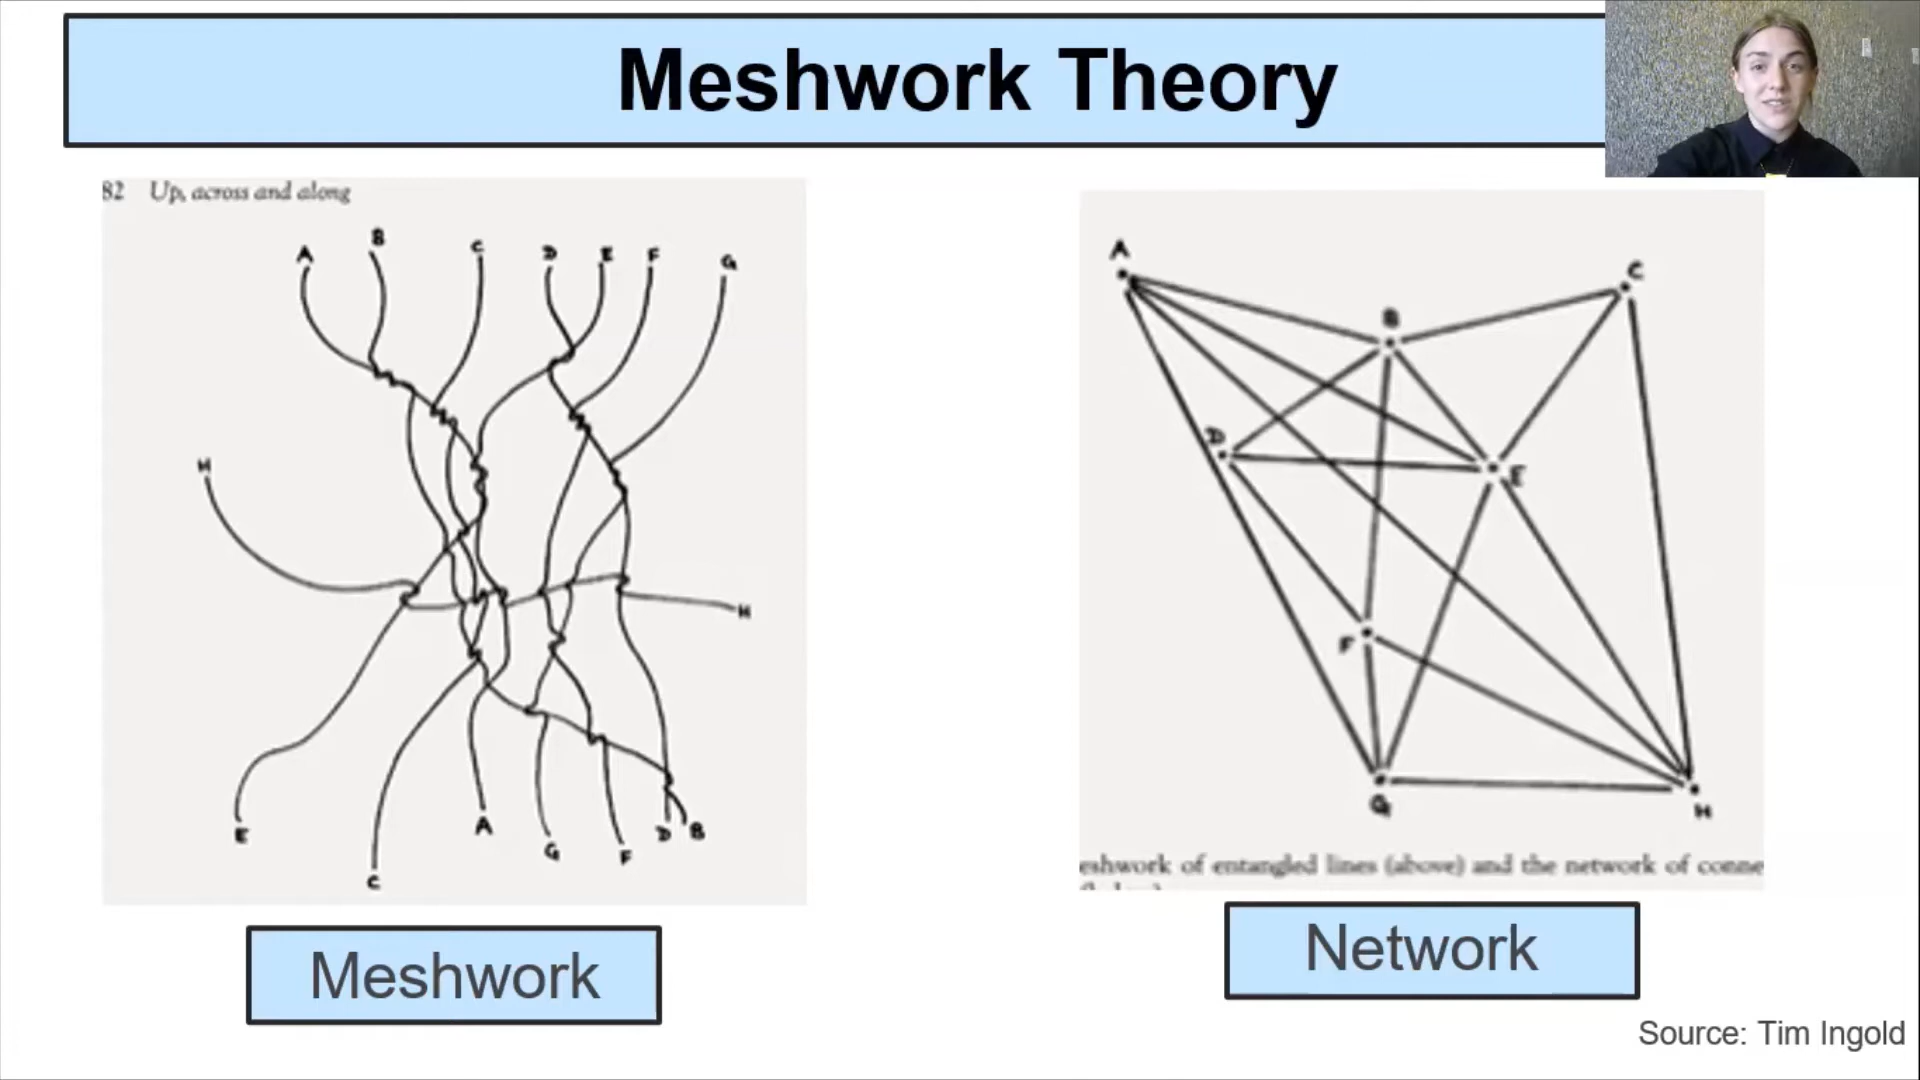 Meshwork Theory
82 Up, across and along
A B C D E F G
H
H
E C A G F D B
Meshwork
A
C
B
D
E
F
G
H
eshwork of entangled lines (above) and the network of conne
Network
Source: Tim Ingold